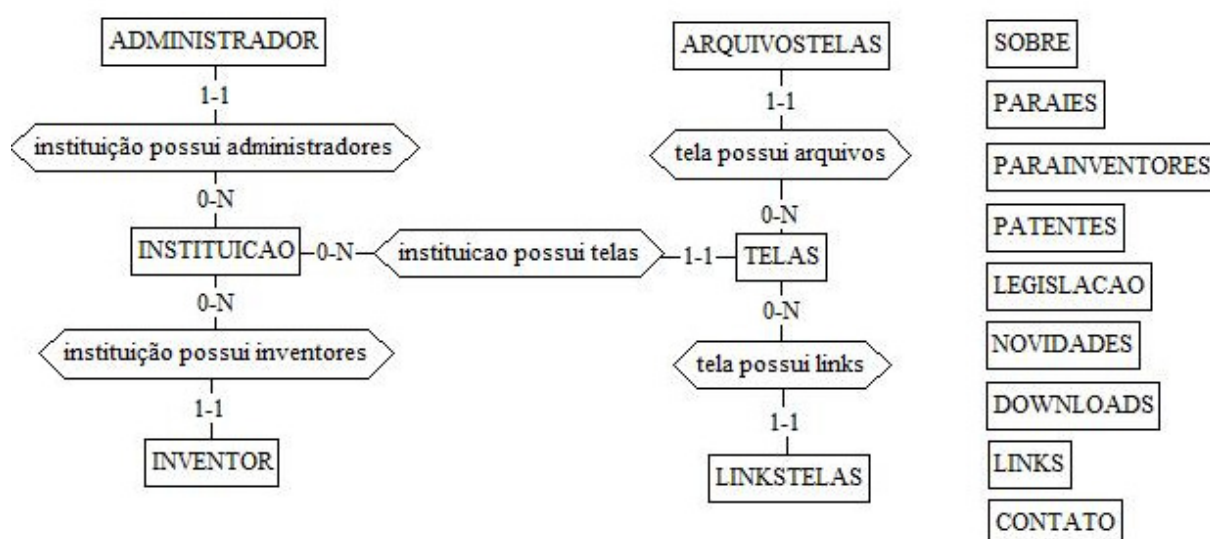 ADMINISTRADOR
1-1
instituição possui administradores
0-N
INSTITUICAO
0-N
instituicao possui telas
1-1
TELAS
0-N
instituição possui inventores
1-1
INVENTOR
ARQUIVOSTELAS
1-1
tela possui arquivos
0-N
0-N
tela possui links
1-1
LINKSTELAS
SOBRE
PARAIES
PARAINVENTORES
PATENTES
LEGISLACAO
NOVIDADES
DOWNLOADS
LINKS
CONTATO